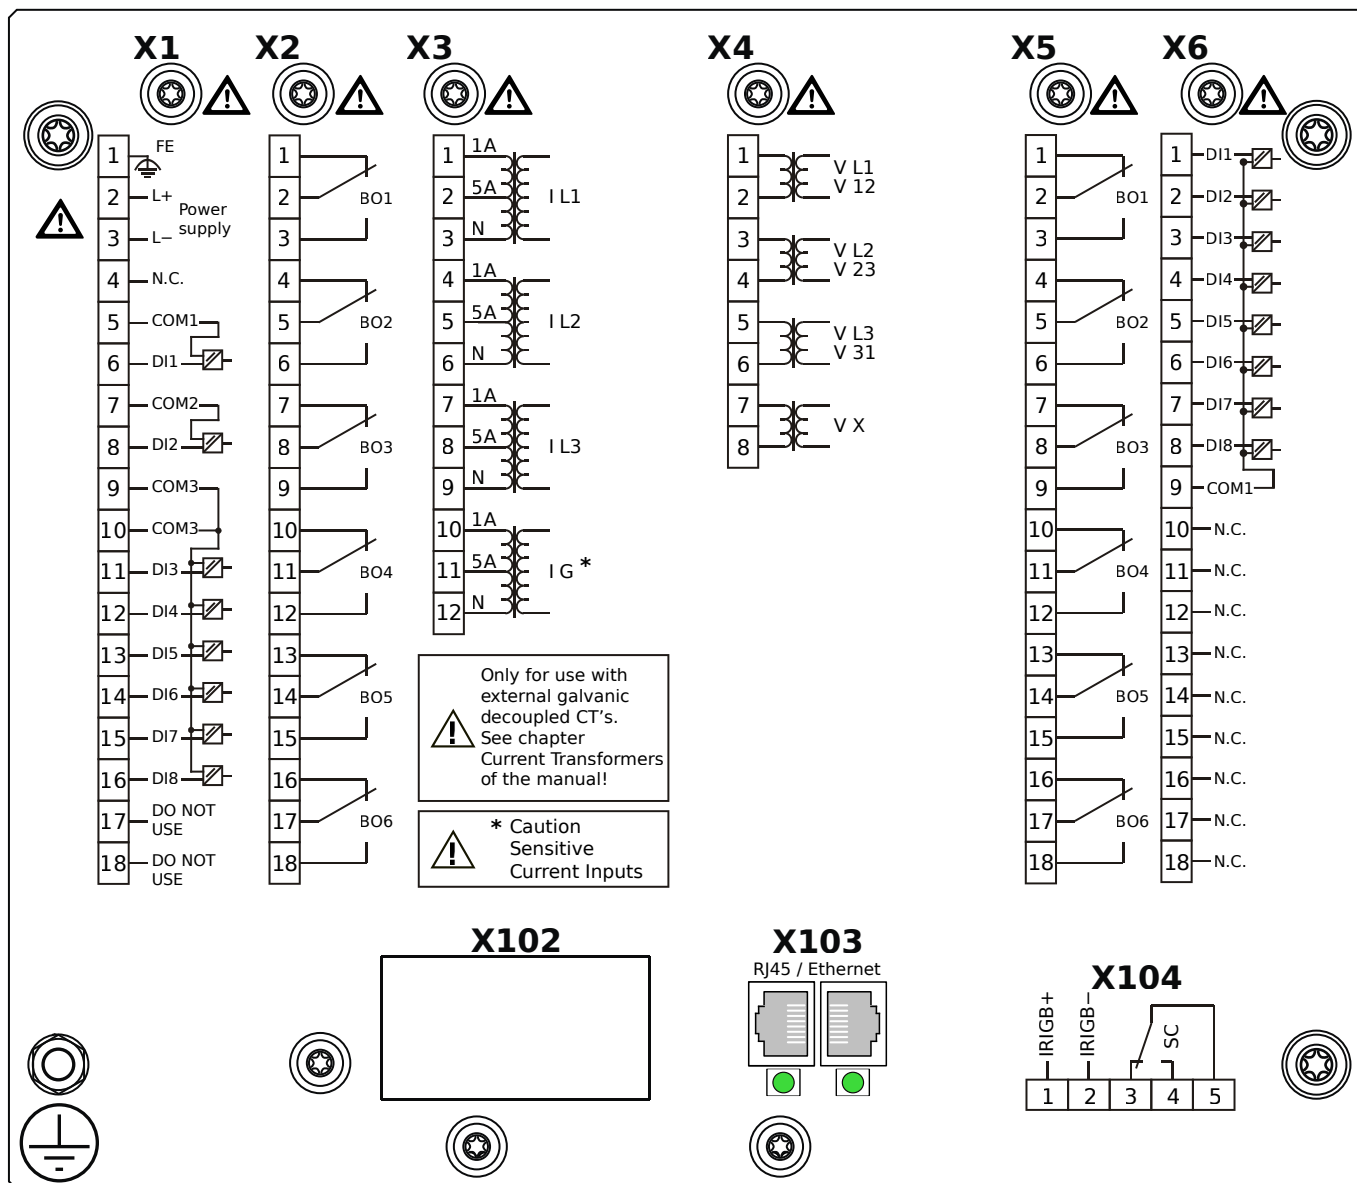 X1
X2
X3
X4
X5
X6
1 FE
2 L+ Power
supply
3 L−
4 N.C.
5 COM1
6 DI1
7 COM2
8 DI2
9 COM3
10 COM3
11 DI3
12 DI4
13 DI5
14 DI6
15 DI7
16 DI8
17 DO NOT
USE
18 DO NOT
USE
1
2 BO1
3
4
5 BO2
6
7
8 BO3
9
10
11 BO4
12
13
14 BO5
15
16
17 BO6
18
1 1A
2 5A I L1
3 N
4 1A
5 5A I L2
6 N
7 1A
8 5A I L3
9 N
10 1A
11 5A I G *
12 N
Only for use with
external galvanic
decoupled CT's.
See chapter
Current Transformers
of the manual!
* Caution
Sensitive
Current Inputs
1 V L1
2 V 12
3 V L2
4 V 23
5 V L3
6 V 31
7 V X
8
1
2 BO1
3
4
5 BO2
6
7
8 BO3
9
10
11 BO4
12
13
14 BO5
15
16
17 BO6
18
1 DI1
2 DI2
3 DI3
4 DI4
5 DI5
6 DI6
7 DI7
8 DI8
9 COM1
10 N.C.
11 N.C.
12 N.C.
13 N.C.
14 N.C.
15 N.C.
16 N.C.
17 N.C.
18 N.C.
X102
X103
RJ45 / Ethernet
X104
IRIGB+
IRIGB−
SC
1 2 3 4 5